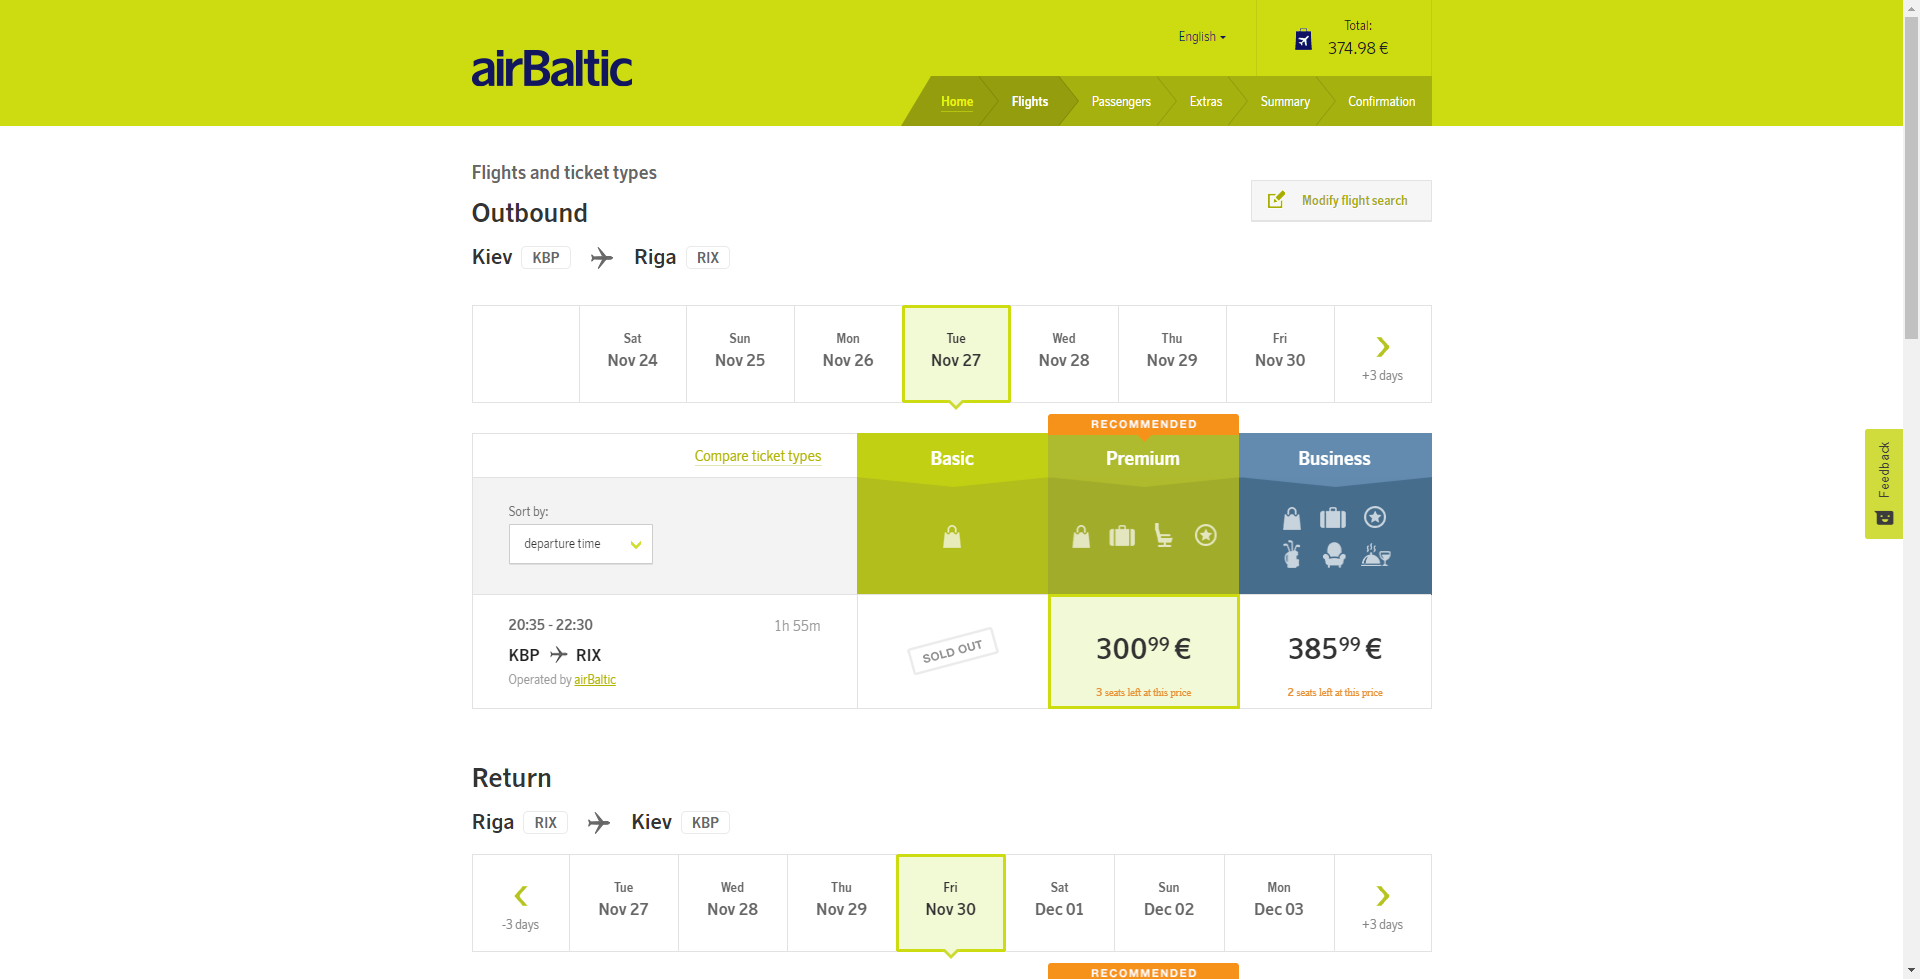 airBaltic
English
Total:
374.98 €
Home
Flights
Passengers
Extras
Summary
Confirmation
Flights and ticket types
Modify flight search
Outbound
Kiev KBP Riga RIX
Sat
Nov 24
Sun
Nov 25
Mon
Nov 26
Tue
Nov 27
Wed
Nov 28
Thu
Nov 29
Fri
Nov 30
+3 days
RECOMMENDED
Compare ticket types
Basic
Premium
Business
Sort by:
departure time
20:35 - 22:30
1h 55m
KBP RIX
Operated by airBaltic
SOLD OUT
300 99 €
3 seats left at this price
385 99 €
2 seats left at this price
Feedback
Return
Riga RIX Kiev KBP
-3 days
Tue
Nov 27
Wed
Nov 28
Thu
Nov 29
Fri
Nov 30
Sat
Dec 01
Sun
Dec 02
Mon
Dec 03
+3 days
RECOMMENDED